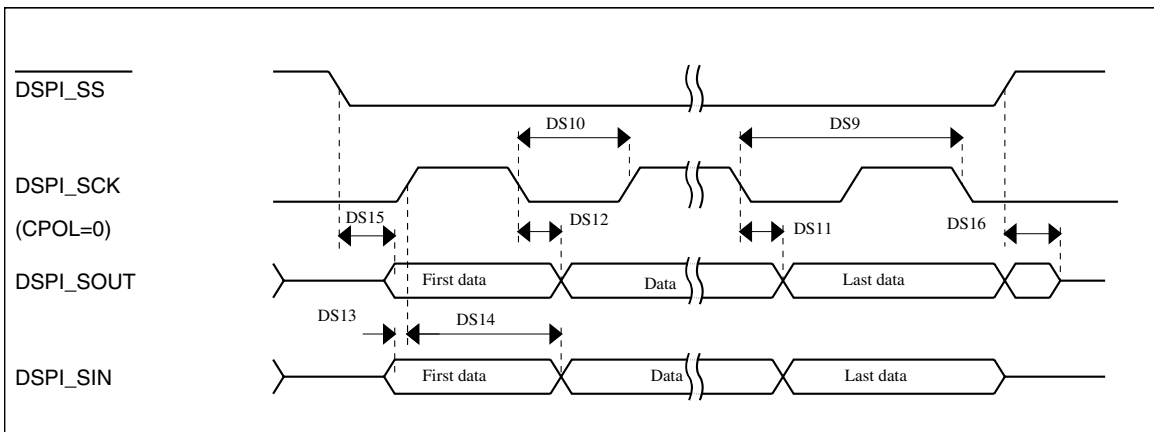 DSPI_SS
DS10
DS9
DSPI_SCK
(CPOL=0)
DS15
DS12
DS11
DS16
DSPI_SOUT
First data
Data
Last data
DS13
DS14
DSPI_SIN
First data
Data
Last data